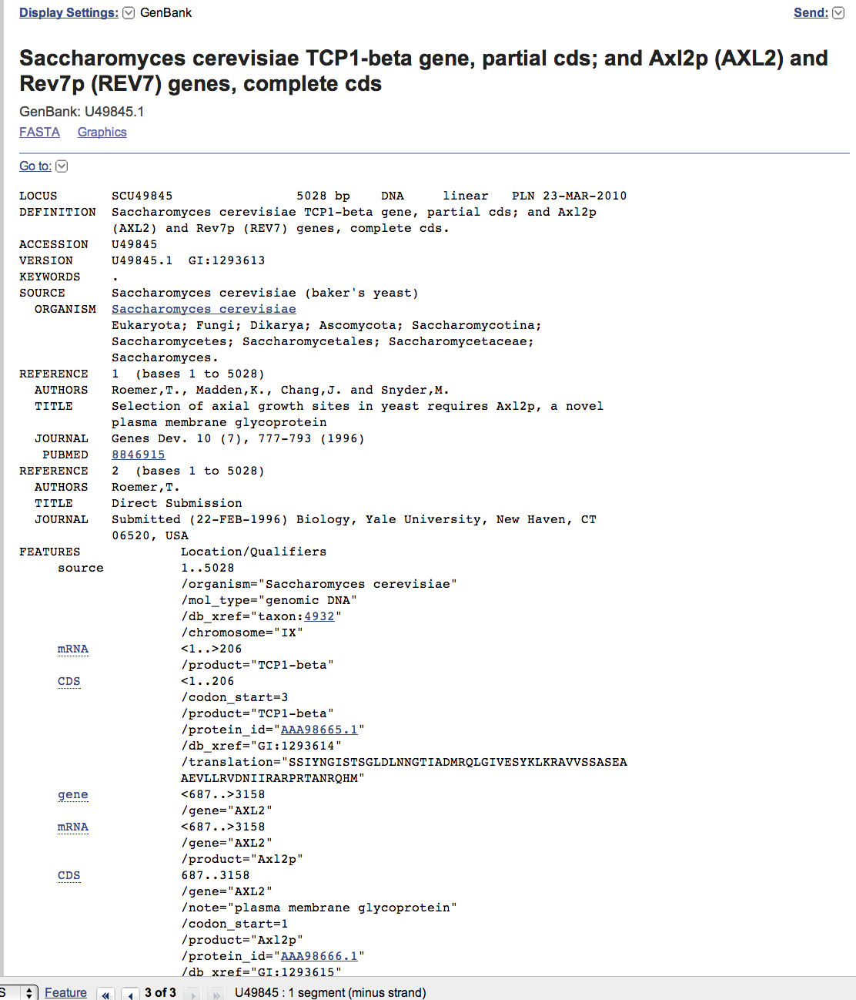 Display Settings: GenBank Send:
Saccharomyces cerevisiae TCP1-beta gene, partial cds; and Axl2p (AXL2) and
Rev7p (REV7) genes, complete cds
GenBank: U49845.1
FASTA Graphics
Go to:
LOCUS       SCU49845                5028 bp    DNA     linear   PLN 23-MAR-2010
DEFINITION  Saccharomyces cerevisiae TCP1-beta gene, partial cds; and Axl2p
(AXL2) and Rev7p (REV7) genes, complete cds.
ACCESSION   U49845
VERSION     U49845.1  GI:1293613
KEYWORDS    .
SOURCE      Saccharomyces cerevisiae (baker's yeast)
ORGANISM  Saccharomyces cerevisiae
Eukaryota; Fungi; Dikarya; Ascomycota; Saccharomycotina;
Saccharomycetes; Saccharomycetales; Saccharomycetaceae;
Saccharomyces.
REFERENCE   1  (bases 1 to 5028)
AUTHORS   Roemer,T., Madden,K., Chang,J. and Snyder,M.
TITLE     Selection of axial growth sites in yeast requires Axl2p, a novel
plasma membrane glycoprotein
JOURNAL   Genes Dev. 10 (7), 777-793 (1996)
PUBMED   8846915
REFERENCE   2  (bases 1 to 5028)
AUTHORS   Roemer,T.
TITLE     Direct Submission
JOURNAL   Submitted (22-FEB-1996) Biology, Yale University, New Haven, CT
06520, USA
FEATURES             Location/Qualifiers
source          1..5028
/organism="Saccharomyces cerevisiae"
/mol_type="genomic DNA"
/db_xref="taxon:4932"
/chromosome="IX"
mRNA            <1..>206
/product="TCP1-beta"
CDS             <1..206
/codon_start=3
/product="TCP1-beta"
/protein_id="AAA98665.1"
/db_xref="GI:1293614"
/translation="SSIYNGISTSGLDLNNGTIADMRQLGIVESYKLKRAVVSSASEA
AEVLLRVDNIIRARPRTANRQHM"
gene            <687..>3158
/gene="AXL2"
mRNA            <687..>3158
/gene="AXL2"
/product="Axl2p"
CDS             687..3158
/gene="AXL2"
/note="plasma membrane glycoprotein"
/codon_start=1
/product="Axl2p"
/protein_id="AAA98666.1"
/db_xref="GI:1293615"
S Feature 3 of 3 U49845 : 1 segment (minus strand)